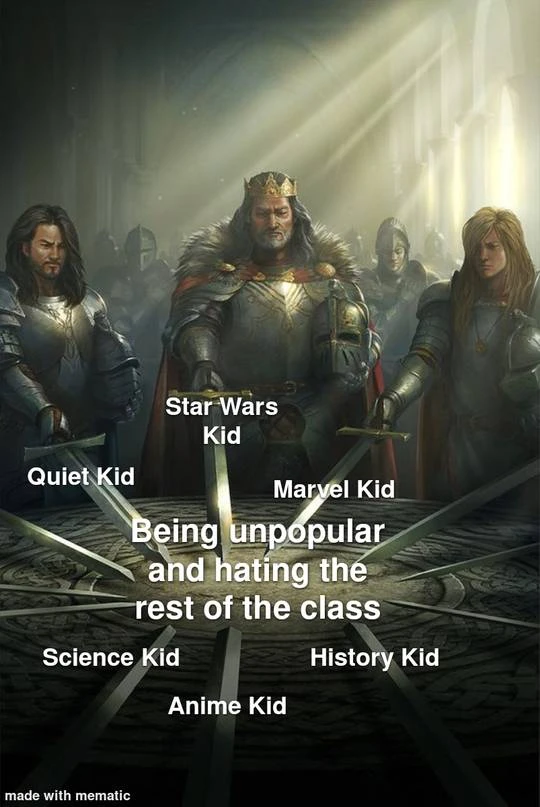 Star Wars
Kid
Quiet Kid
Marvel Kid
Being unpopular
and hating the
rest of the class
Science Kid
History Kid
Anime Kid
made with mematic